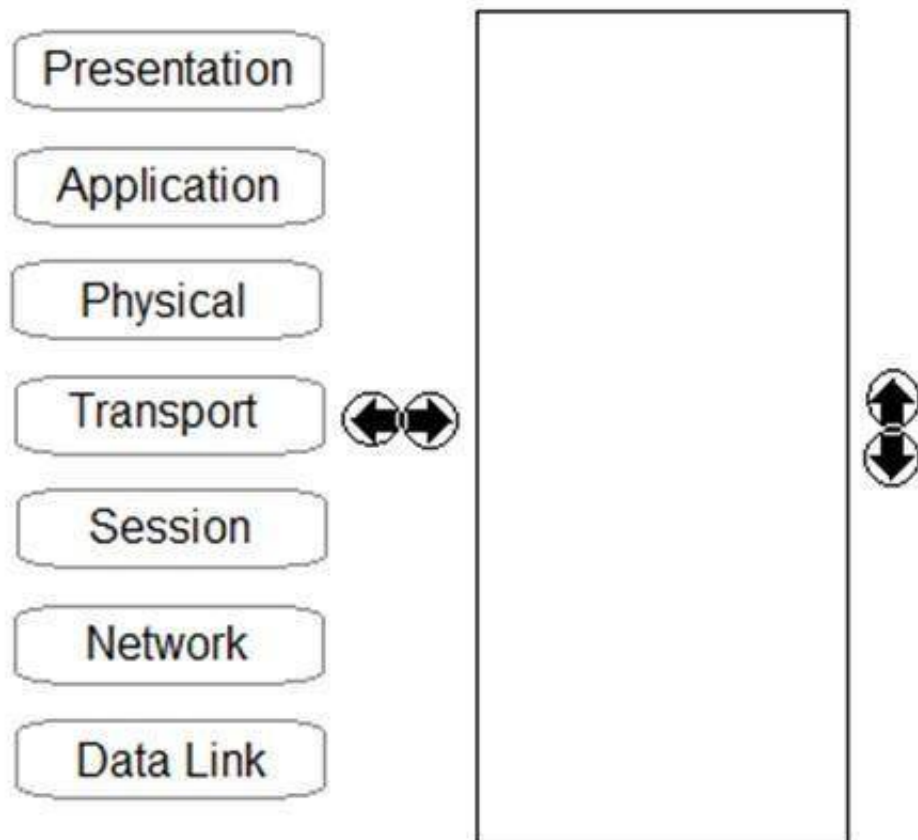 Presentation
Application
Physical
Transport
Session
Network
Data Link